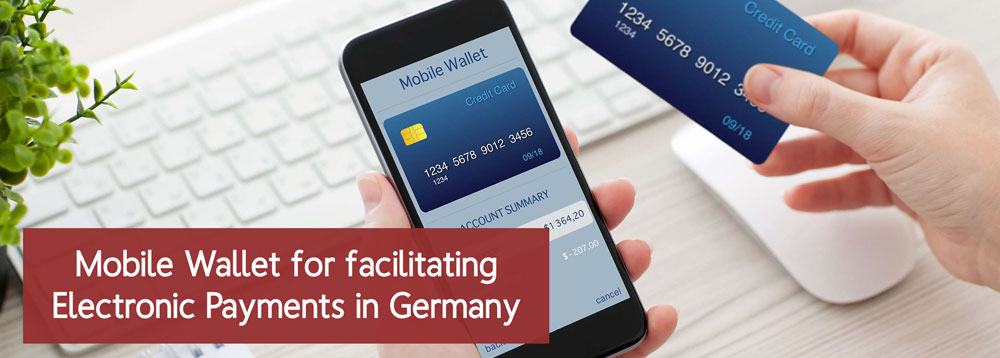 Mobile Wallet
Credit Card
1234 5678 9012 3456
1234
09/18
ACCOUNT SUMMARY
$1 364,20
$ - 207,00
cancel
Credit Card
1234 5678 9012
1234
09/18
Mobile Wallet for facilitating
Electronic Payments in Germany